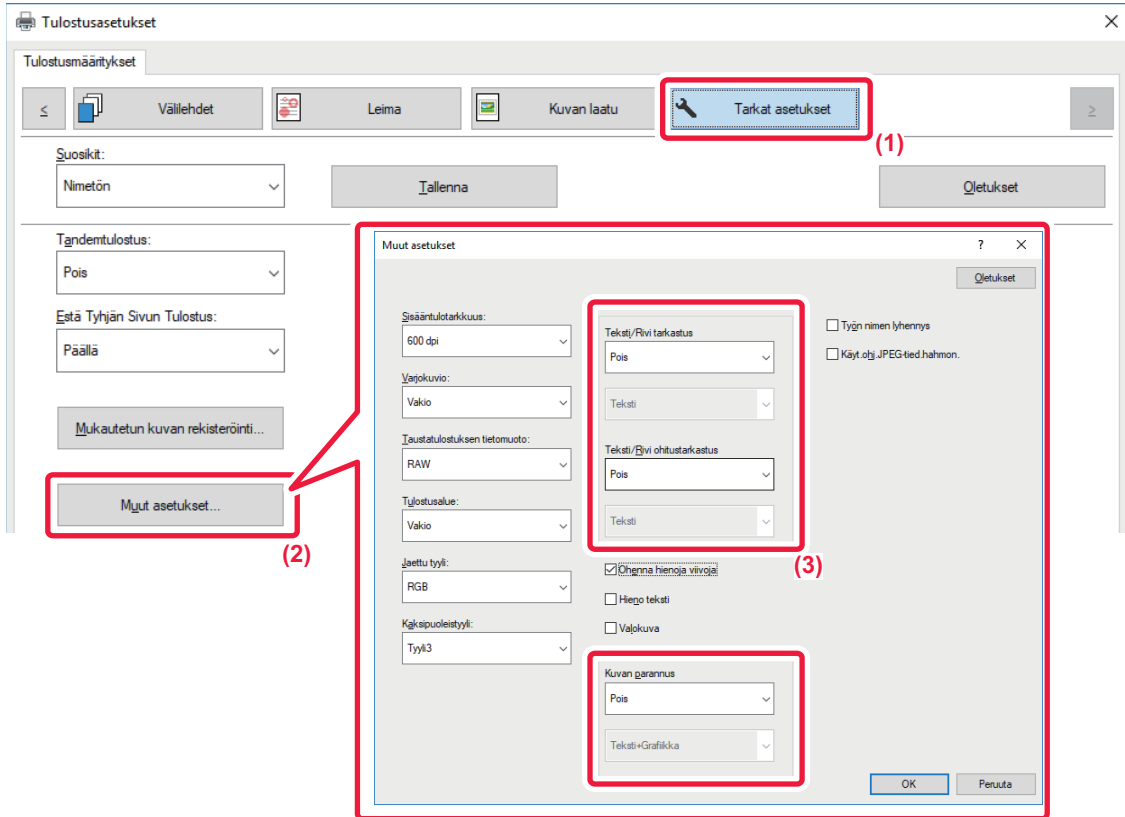 Tulostusasetukset
Tulostusmääritykset
<
Välilehdet
Leima
Kuvan laatu
Tarkat asetukset
>
(1)
Suosikit:
Nimetön
Tallenna
Oletukset
Tandemtulostus:
Pois
Estä Tyhjän Sivun Tulostus:
Päällä
Mukautetun kuvan rekisteröinti...
Muut asetukset...
(2)
Muut asetukset
?
Oletukset
Sisääntulotarkkuus:
600 dpi
Varjokuvio:
Vakio
Taustatulostuksen tietomuoto:
RAW
Tulostusalue:
Vakio
Jaettu tyyli:
RGB
Kaksipuoleistyyli:
Tyyli3
Teksti/Rivi tarkastus
Pois
Teksti
Teksti/Rivi ohitustarkastus
Pois
Teksti
(3)
Ohenna hienoja viivoja
Hieno teksti
Valokuva
Kuvan parannus
Pois
Teksti+Grafiikka
Työn nimen lyhennys
Käyt.ohj.JPEG-tied.hahmon.
OK
Peruuta